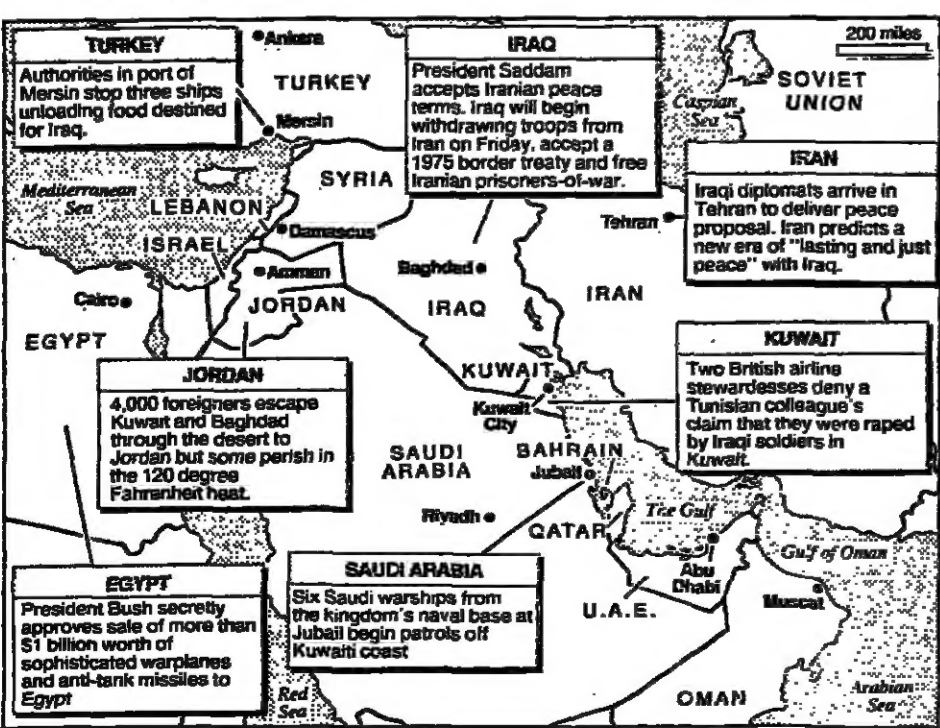 TURKEY
Authorities in port of
Mersin stop three ships
unloading food destined
for Iraq.
Ankara
TURKEY
Mersin
IRAQ
President Saddam
accepts Iranian peace
terms. Iraq will begin
withdrawing troops from
Iran on Friday, accept a
1975 border treaty and free
Iranian prisoners-of-war.
200 miles
SOVIET
UNION
Caspian
Sea
IRAN
Iraqi diplomats arrive in
Tehran to deliver peace
proposal. Iran predicts a
new era of "lasting and just
peace" with Iraq.
Mediterranean
Sea
SYRIA
LEBANON
Damascus
ISRAEL
Tehran
Amman
Baghdad
JORDAN
IRAQ
IRAN
Cairo
EGYPT
JORDAN
4,000 foreigners escape
Kuwait and Baghdad
through the desert to
Jordan but some perish in
the 120 degree
Fahrenheit heat.
KUWAIT
Kuwait
City
KUWAIT
Two British airline
stewardesses deny a
Tunisian colleague's
claim that they were raped
by Iraqi soldiers in
Kuwait.
SAUDI
ARABIA
BAHRAIN
Jubail
Riyadh
QATAR
The Gulf
Gulf of Oman
Abu
Dhabi
Muscat
U.A.E.
EGYPT
President Bush secretly
approves sale of more than
$1 billion worth of
sophisticated warplanes
and anti-tank missiles to
Egypt
SAUDI ARABIA
Six Saudi warships from
the kingdom's naval base at
Jubail begin patrols off
Kuwaiti coast
Red
Sea
OMAN
Arabian
Sea